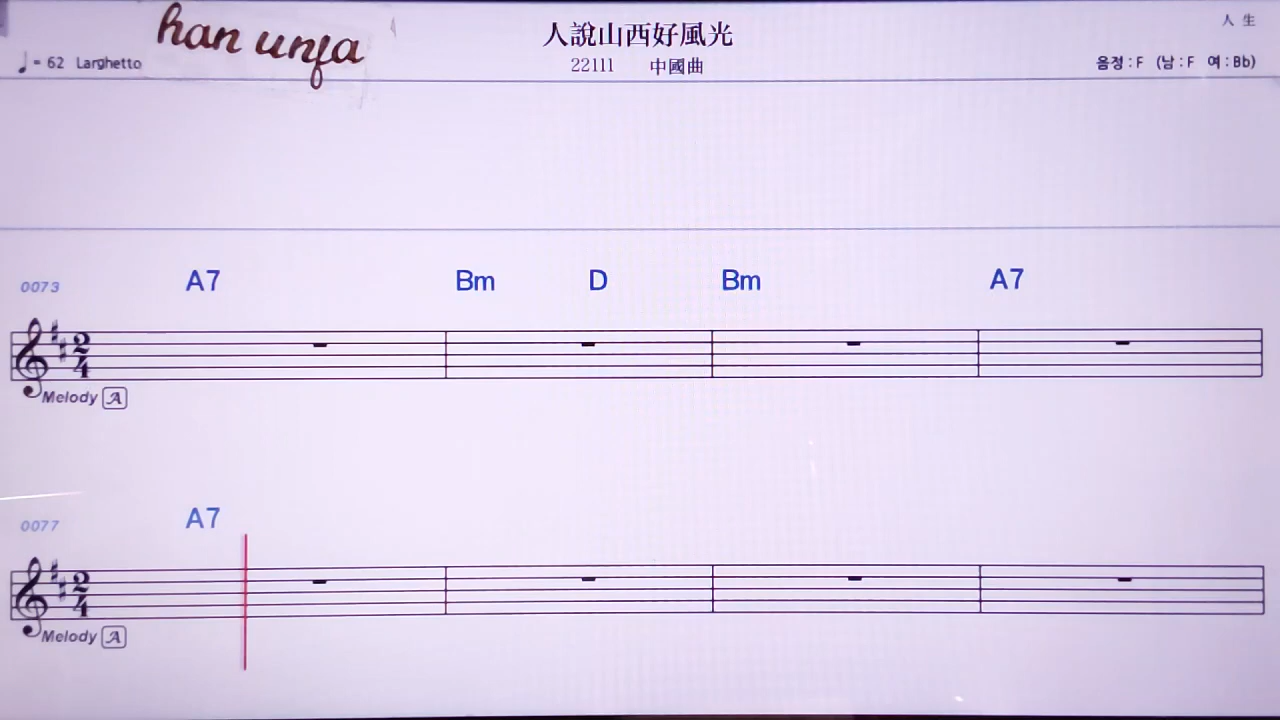 han unfa
人說山西好風光
人 生
♩= 62 Larghetto
22111 中國曲
음정 : F (남 : F 여 : Bb)
0073 A7 Bm D Bm A7
2
4
Melody A
0077 A7
2
4
Melody A